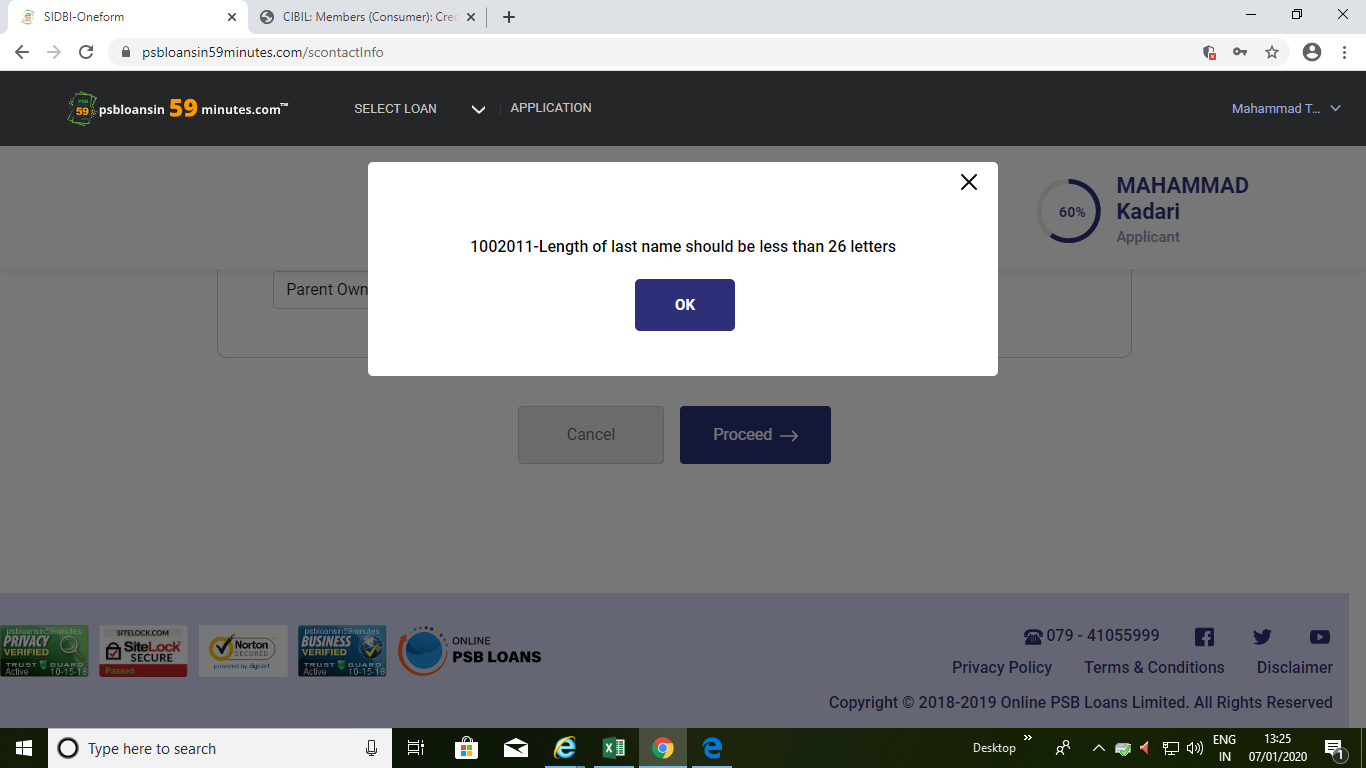 SIDBI-Oneform
CIBIL: Members (Consumer): Crec
psbloansin59minutes.com/scontactInfo
PSB
59
psbloansin 59 minutes.com™
SELECT LOAN
APPLICATION
Mahammad T...
60%
MAHAMMAD
Kadari
Applicant
1002011-Length of last name should be less than 26 letters
OK
Parent Own
Cancel
Proceed
psbloansin59minutes
PRIVACY
VERIFIED
TRUST GUARD
Active 10-15-18
SITELOCK.COM
SiteLock
SECURE
Passed
Norton
SECURED
powered by digicert
psbloansin59minutes
BUSINESS
VERIFIED
TRUST GUARD
Active 10-15-18
ONLINE
PSB LOANS
079 - 41055999
Privacy Policy Terms & Conditions Disclaimer
Copyright © 2018-2019 Online PSB Loans Limited. All Rights Reserved
Type here to search
Desktop
ENG
IN
13:25
07/01/2020
1